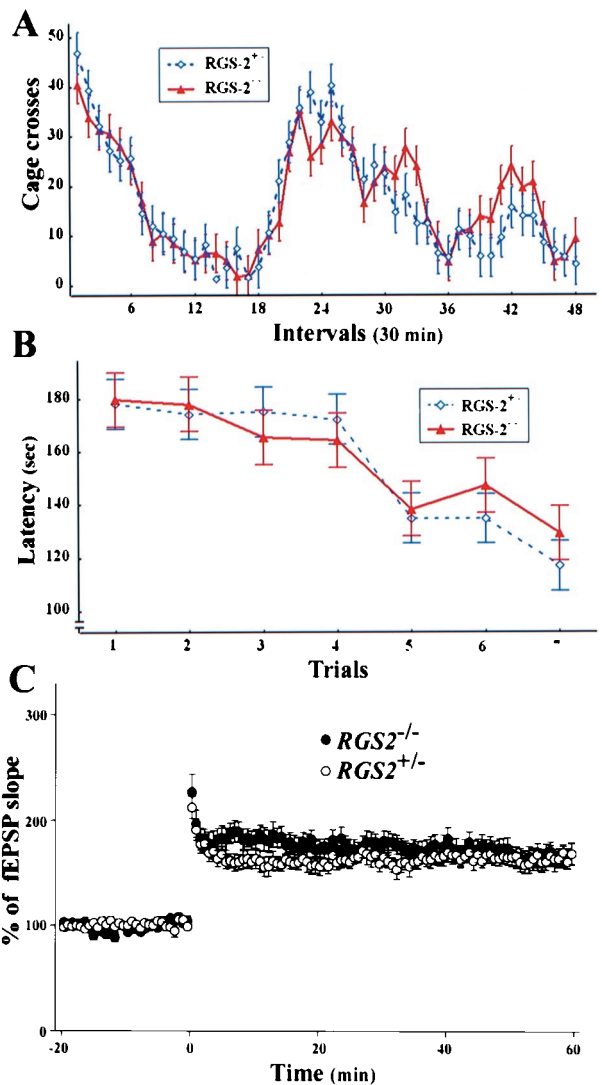 A
Cage crosses
50
40
30
20
10
0
RGS-2+
RGS-2--
6 12 18 24 30 36 42 48
Intervals (30 min)
B
Latency (sec)
180
160
140
120
100
RGS-2+
RGS-2--
1 2 3 4 5 6 7
Trials
C
% of fEPSP slope
300
200
100
0
RGS2-/-
RGS2+/-
-20 0 20 40 60
Time (min)